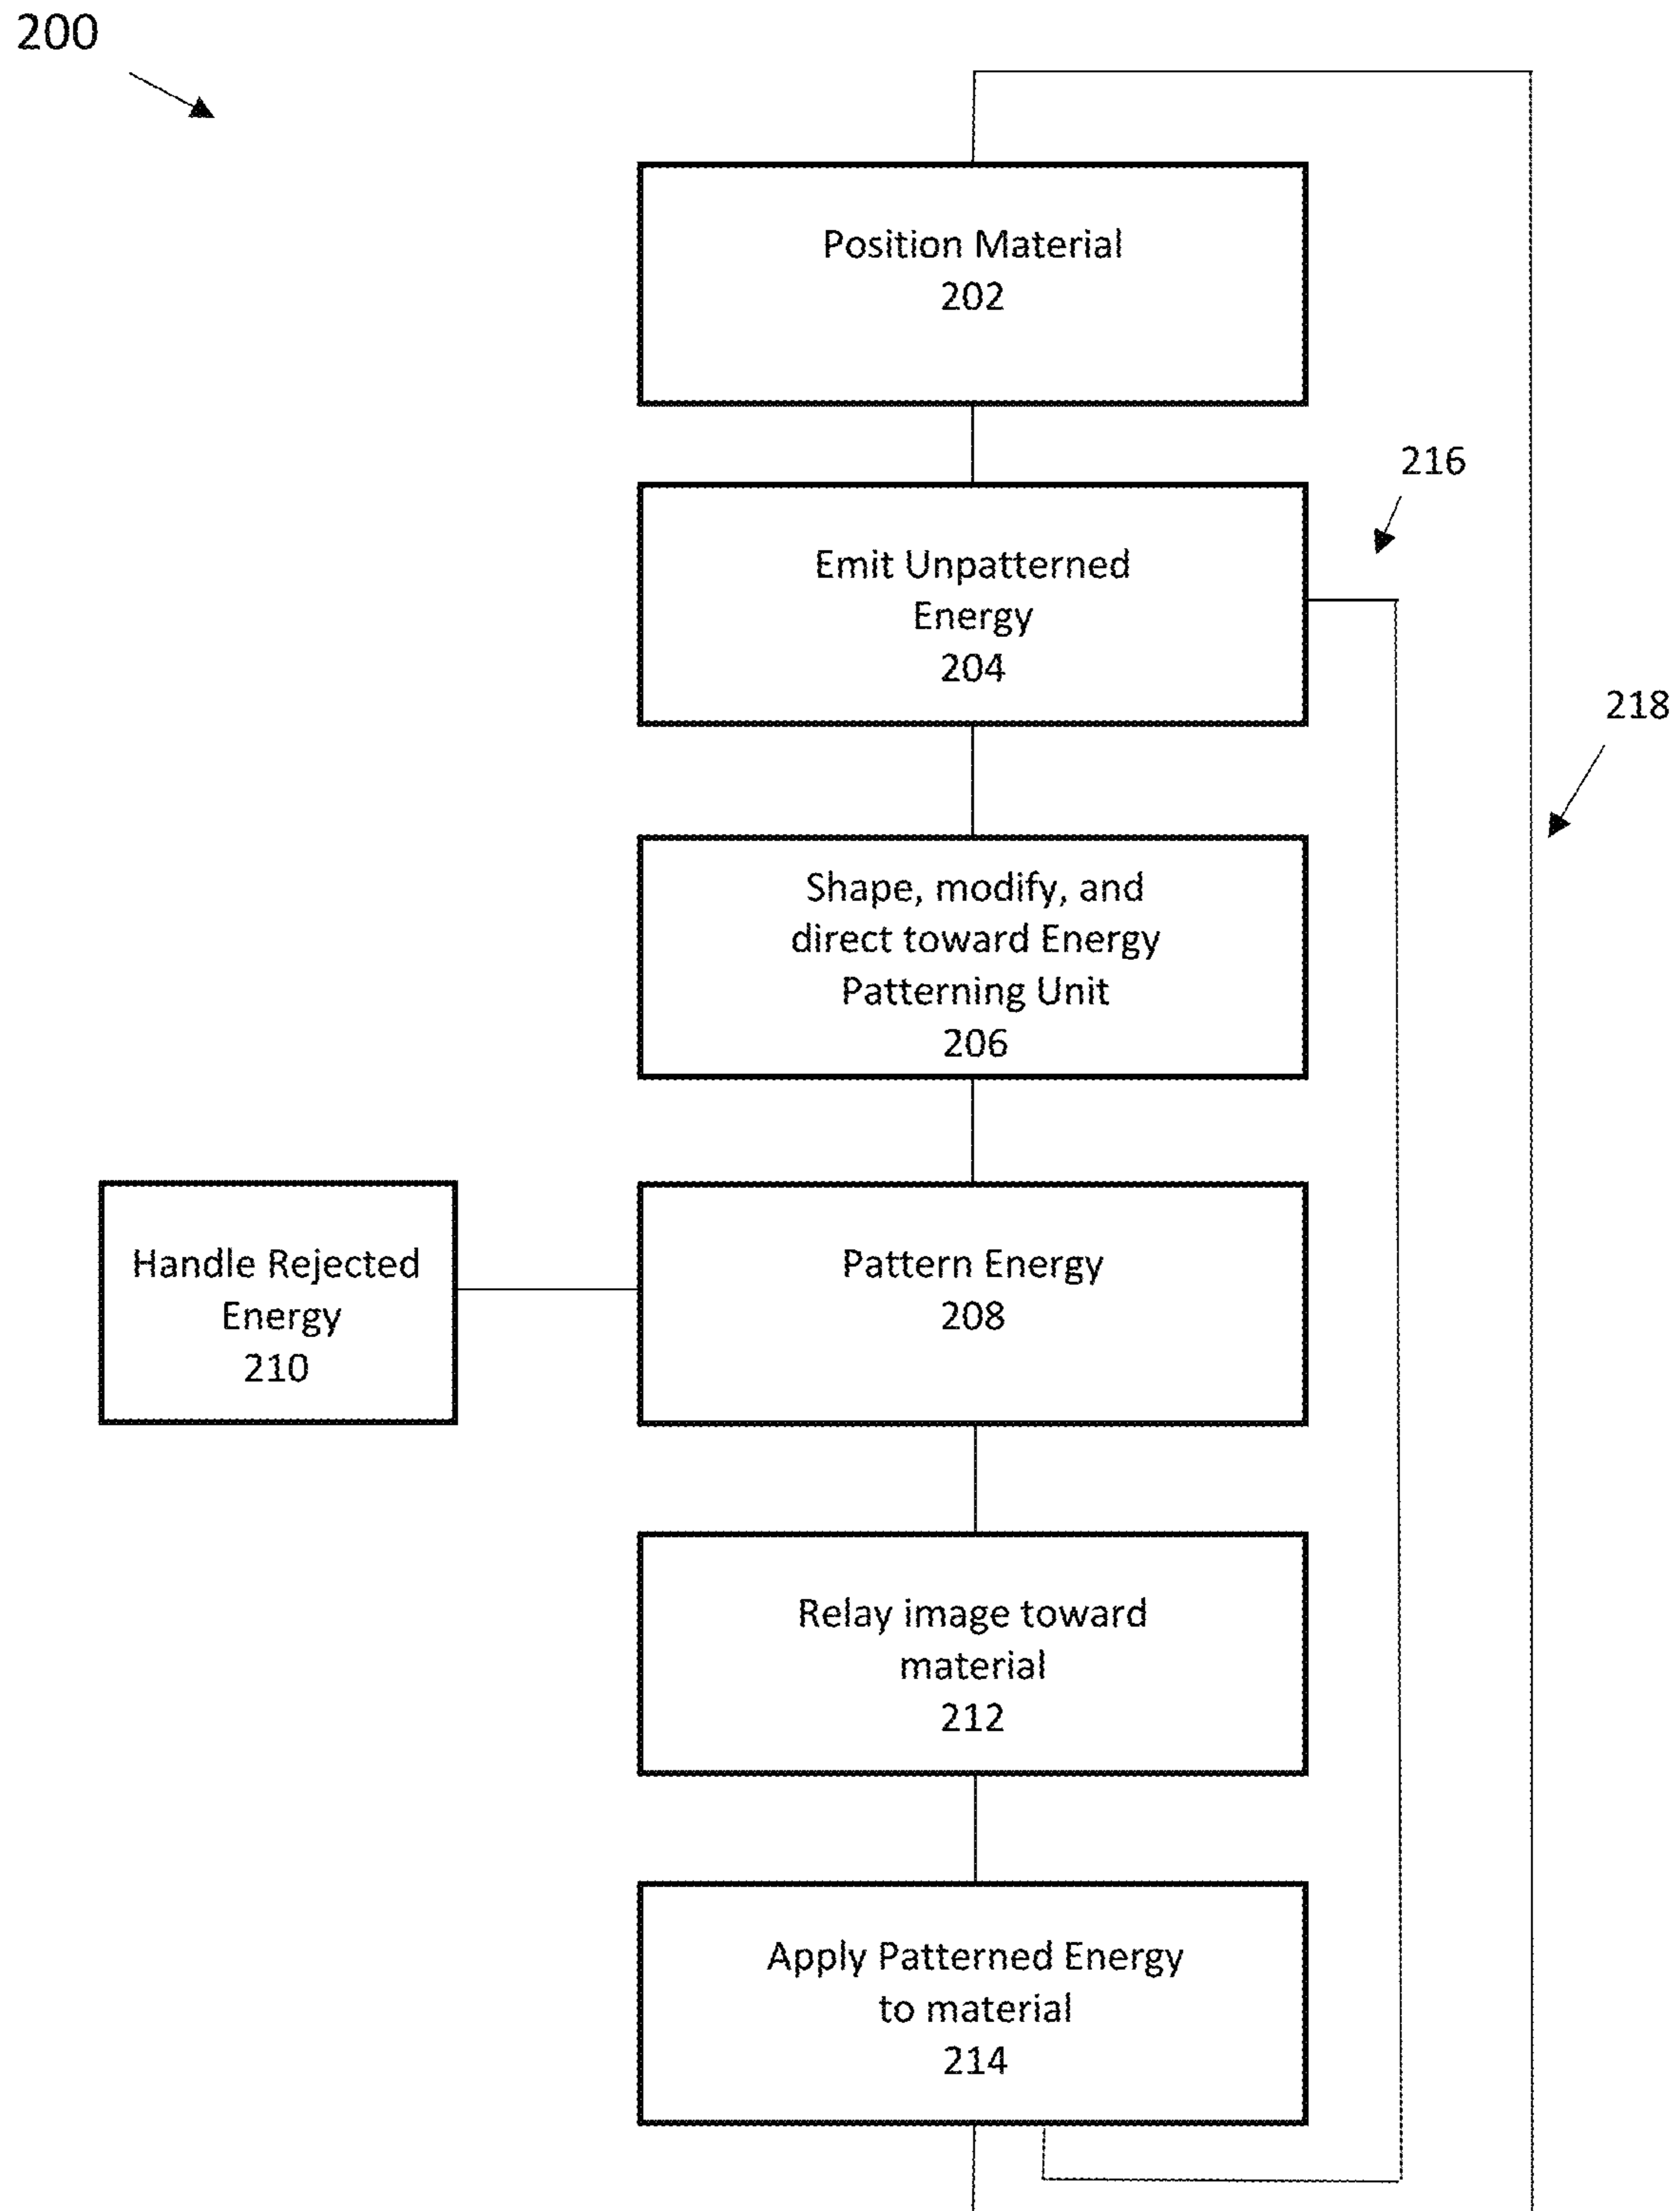 200
Position Material
202
216
Emit Unpatterned
Energy
204
218
Shape, modify, and
direct toward Energy
Patterning Unit
206
Handle Rejected
Energy
210
Pattern Energy
208
Relay image toward
material
212
Apply Patterned Energy
to material
214